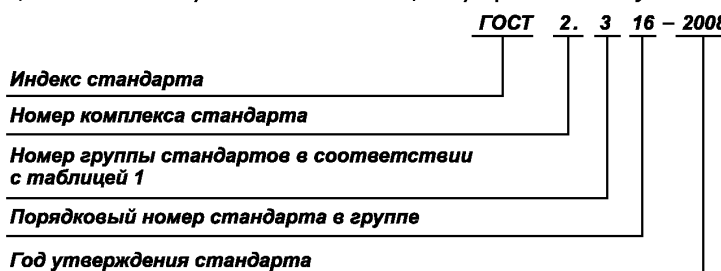 ГОСТ 2. 3 16 – 2008
Индекс стандарта
Номер комплекса стандарта
Номер группы стандартов в соответствии
с таблицей 1
Порядковый номер стандарта в группе
Год утверждения стандарта